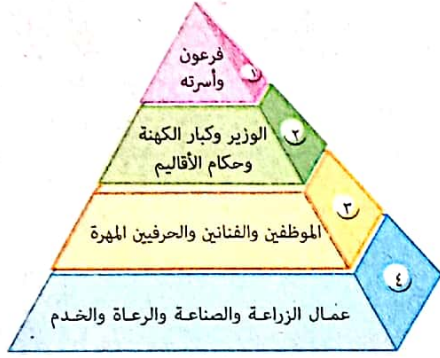 فرعون
وأسرته
١
الوزير وكبار الكهنة
وحكام الأقاليم
٢
الموظفين والفنانين والحرفيين المهرة
٣
عمال الزراعة والصناعة والرعاة والخدم
٤